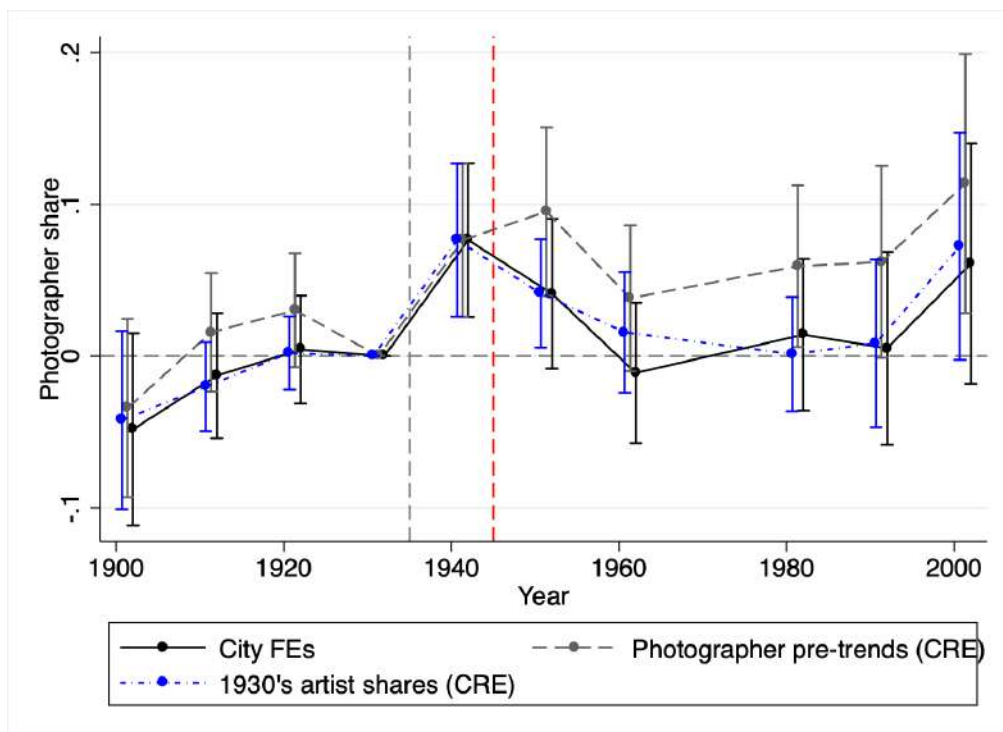 .2
.1
0
-.1
Photographer share
1900 1920 1940 1960 1980 2000
Year
City FEs
Photographer pre-trends (CRE)
1930's artist shares (CRE)